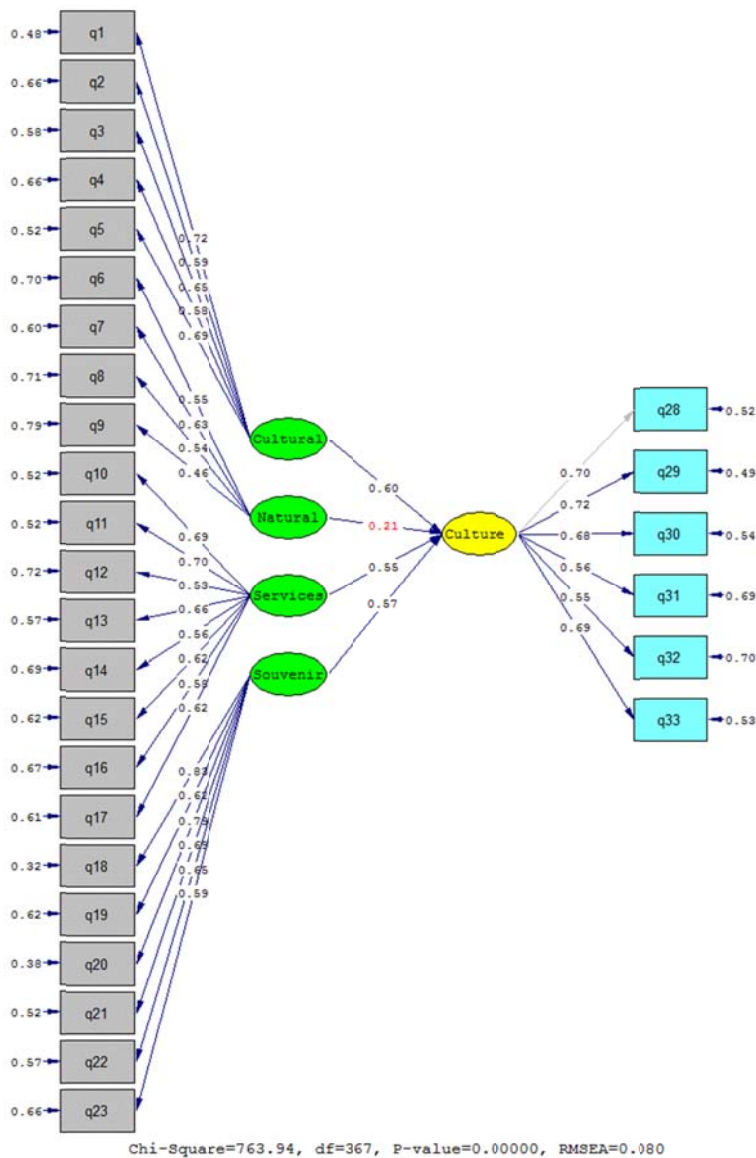 0.48 q1
0.66 q2
0.58 q3
0.66 q4
0.52 q5
0.70 q6
0.60 q7
0.71 q8
0.79 q9
0.52 q10
0.52 q11
0.72 q12
0.57 q13
0.69 q14
0.62 q15
0.67 q16
0.61 q17
0.32 q18
0.62 q19
0.38 q20
0.52 q21
0.57 q22
0.66 q23
0.72
0.59
0.65
0.58
0.69
0.55
0.63
0.54
0.46
0.69
0.70
0.53
0.66
0.56
0.62
0.58
0.62
0.83
0.62
0.79
0.69
0.65
0.59
Cultural
Natural
Services
Souvenir
0.60
0.21
0.55
0.57
Culture
0.70
0.72
0.68
0.56
0.55
0.69
q28 0.52
q29 0.49
q30 0.54
q31 0.69
q32 0.70
q33 0.53
Chi-Square=763.94, df=367, P-value=0.00000, RMSEA=0.080